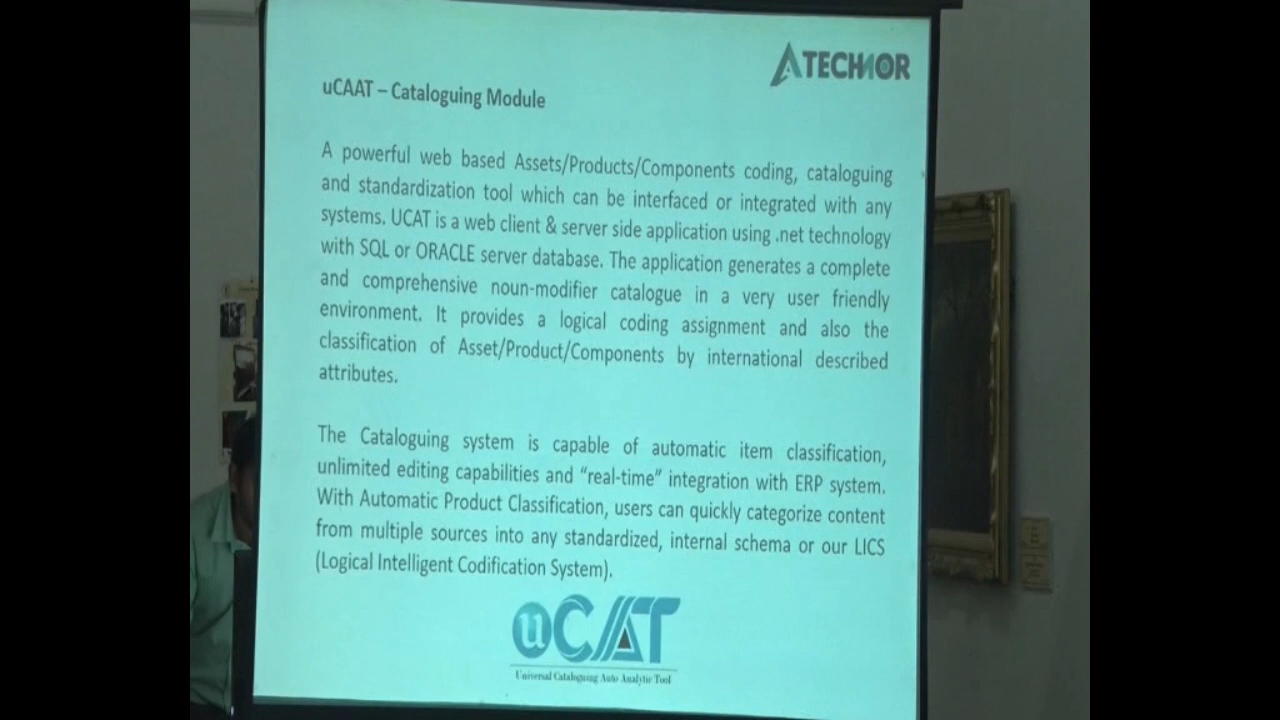 ATECHNOR
uCAAT – Cataloguing Module
A powerful web based Assets/Products/Components coding, cataloguing
and standardization tool which can be interfaced or integrated with any
systems. UCAT is a web client & server side application using .net technology
with SQL or ORACLE server database. The application generates a complete
and comprehensive noun-modifier catalogue in a very user friendly
environment. It provides a logical coding assignment and also the
classification of Asset/Product/Components by international described
attributes.
The Cataloguing system is capable of automatic item classification,
unlimited editing capabilities and “real-time” integration with ERP system.
With Automatic Product Classification, users can quickly categorize content
from multiple sources into any standardized, internal schema or our LICS
(Logical Intelligent Codification System).
uCAAT
Universal Cataloguing Auto Analytic Tool